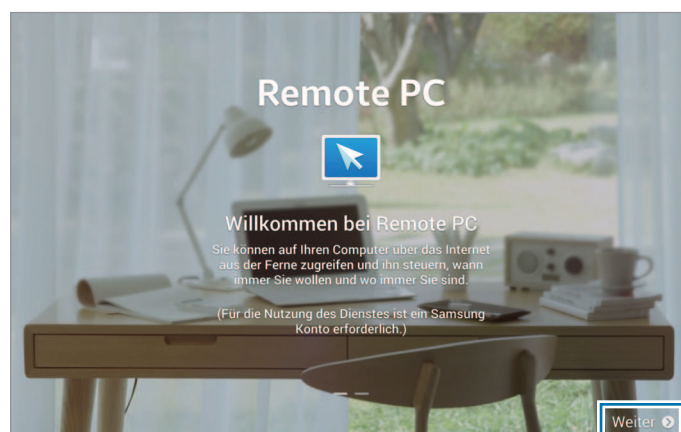 Remote PC
Willkommen bei Remote PC
Sie können auf Ihren Computer über das Internet
aus der Ferne zugreifen und ihn steuern, wann
immer Sie wollen und wo immer Sie sind.
(Für die Nutzung des Dienstes ist ein Samsung
Konto erforderlich.)
Weiter